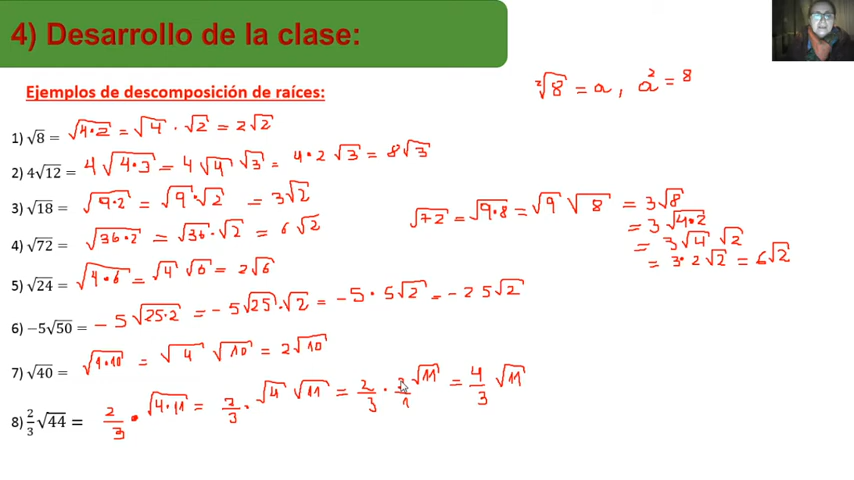 4) Desarrollo de la clase:
Ejemplos de descomposición de raíces:
²√8 = a, a² = 8
1) √8 = √4·2 = √4 · √2 = 2√2
2) 4√12 = 4√4·3 = 4√4 √3 = 4·2√3 = 8√3
3) √18 = √9·2 = √9·√2 = 3√2
4) √72 = √36·2 = √36·√2 = 6√2
√72 = √9·8 = √9 √8 = 3√8
= 3√4·2
= 3√4 √2
= 3·2√2 = 6√2
5) √24 = √4·6 = √4 √6 = 2√6
6) −5√50 = −5√25·2 = −5√25·√2 = −5·5√2 = −25√2
7) √40 = √4·10 = √4 √10 = 2√10
8) 2/3 √44 = 2/3 · √4·11 = 2/3 · √4 √11 = 2/3 · 2/1 √11 = 4/3 √11